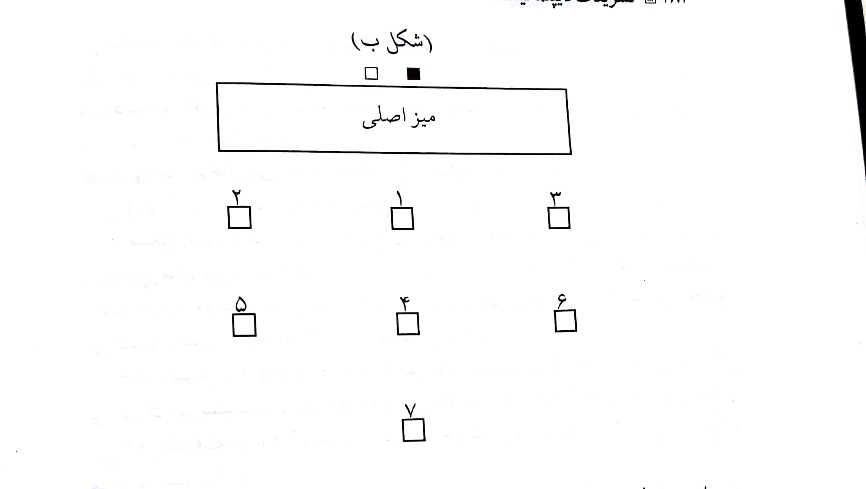 (شکل ب)
میز اصلی
۳ ۱ ۲
۶ ۴ ۵
۷